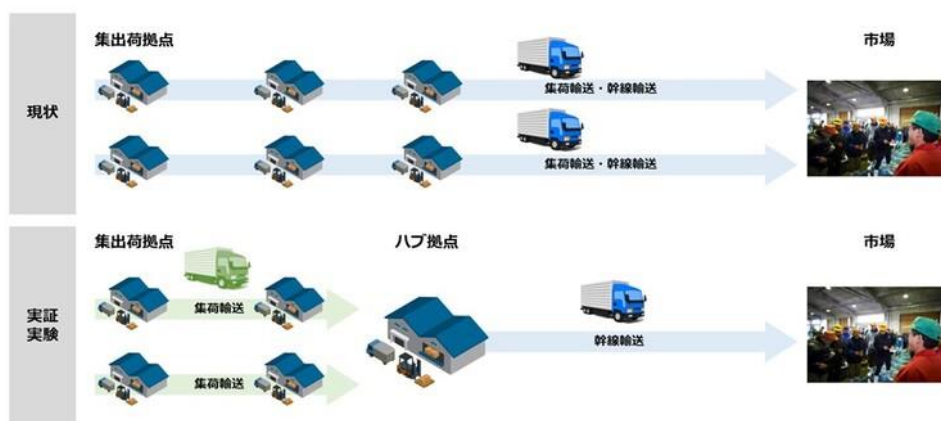 集出荷拠点
市場
現状
集荷輸送・幹線輸送
集荷輸送・幹線輸送
集出荷拠点
ハブ拠点
市場
実証
実験
集荷輸送
幹線輸送
集荷輸送